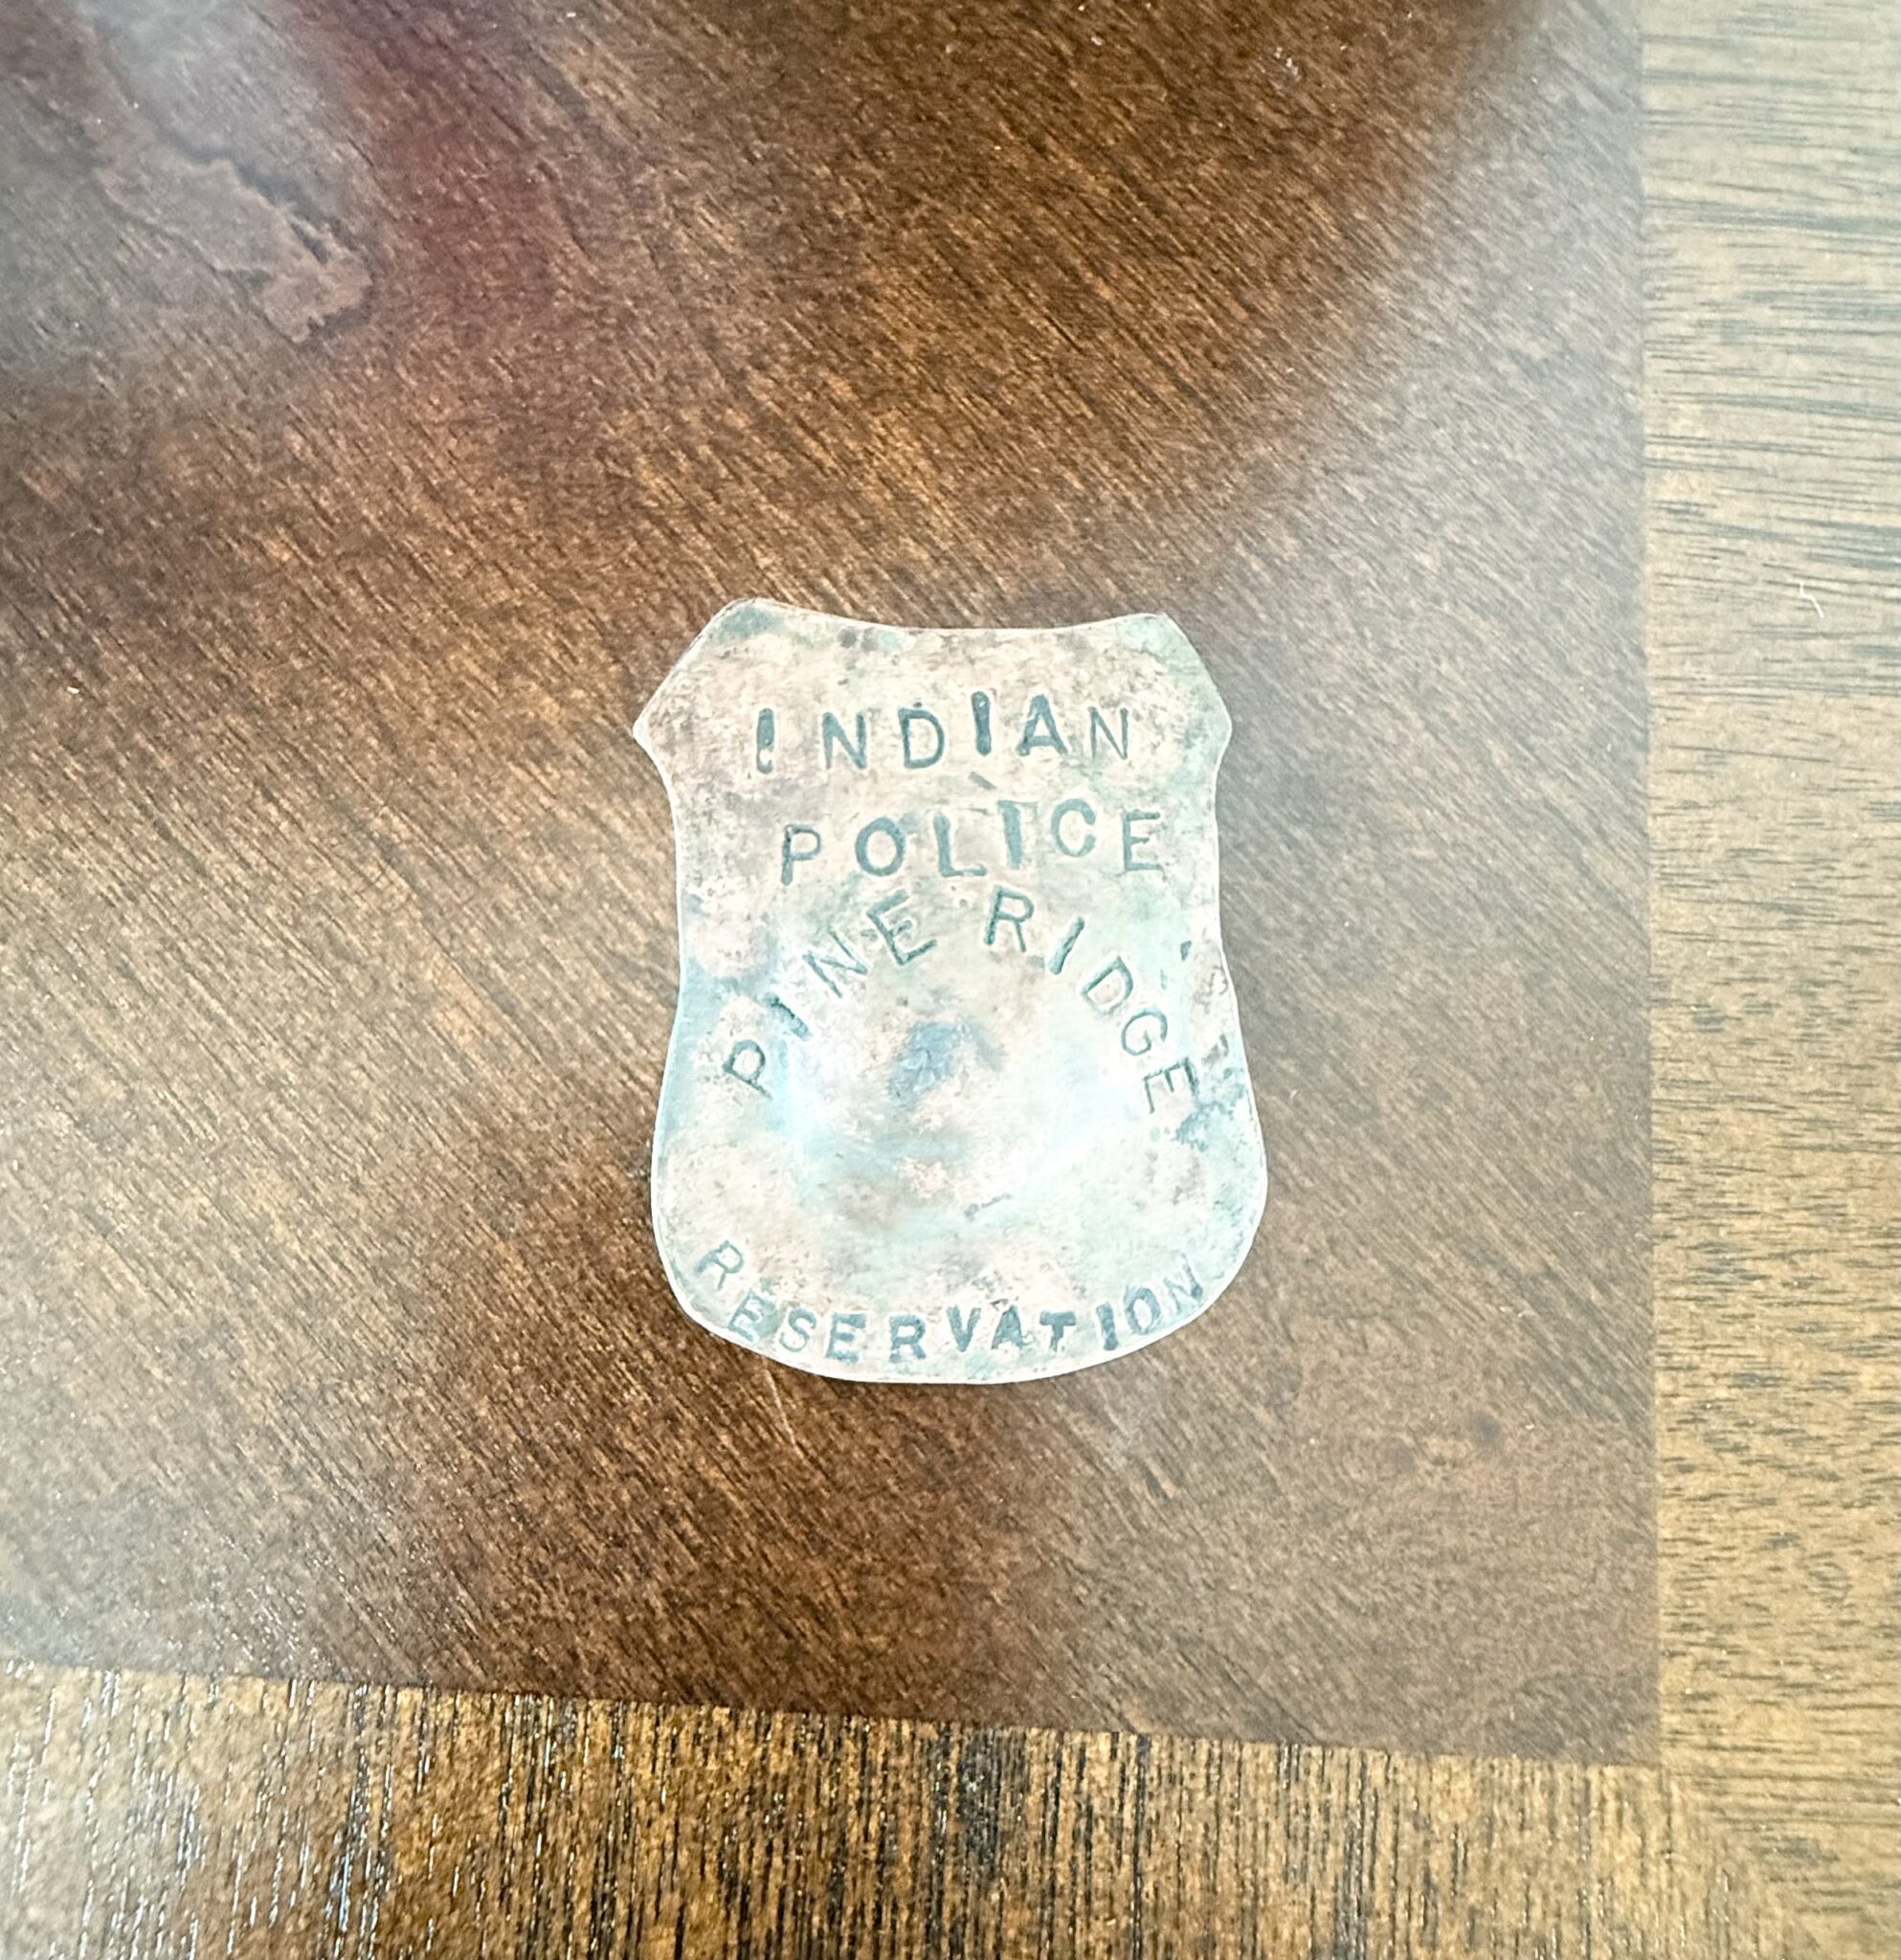 INDIAN
POLICE
PINE RIDGE
RESERVATION